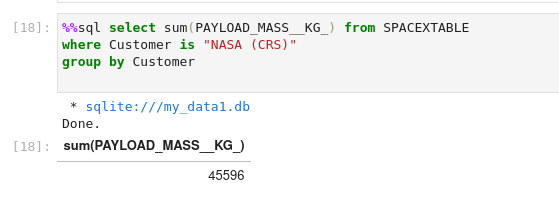 [18]: %%sql select sum(PAYLOAD_MASS__KG_) from SPACEXTABLE
where Customer is "NASA (CRS)"
group by Customer
* sqlite:///my_data1.db
Done.
[18]: sum(PAYLOAD_MASS__KG_)
45596